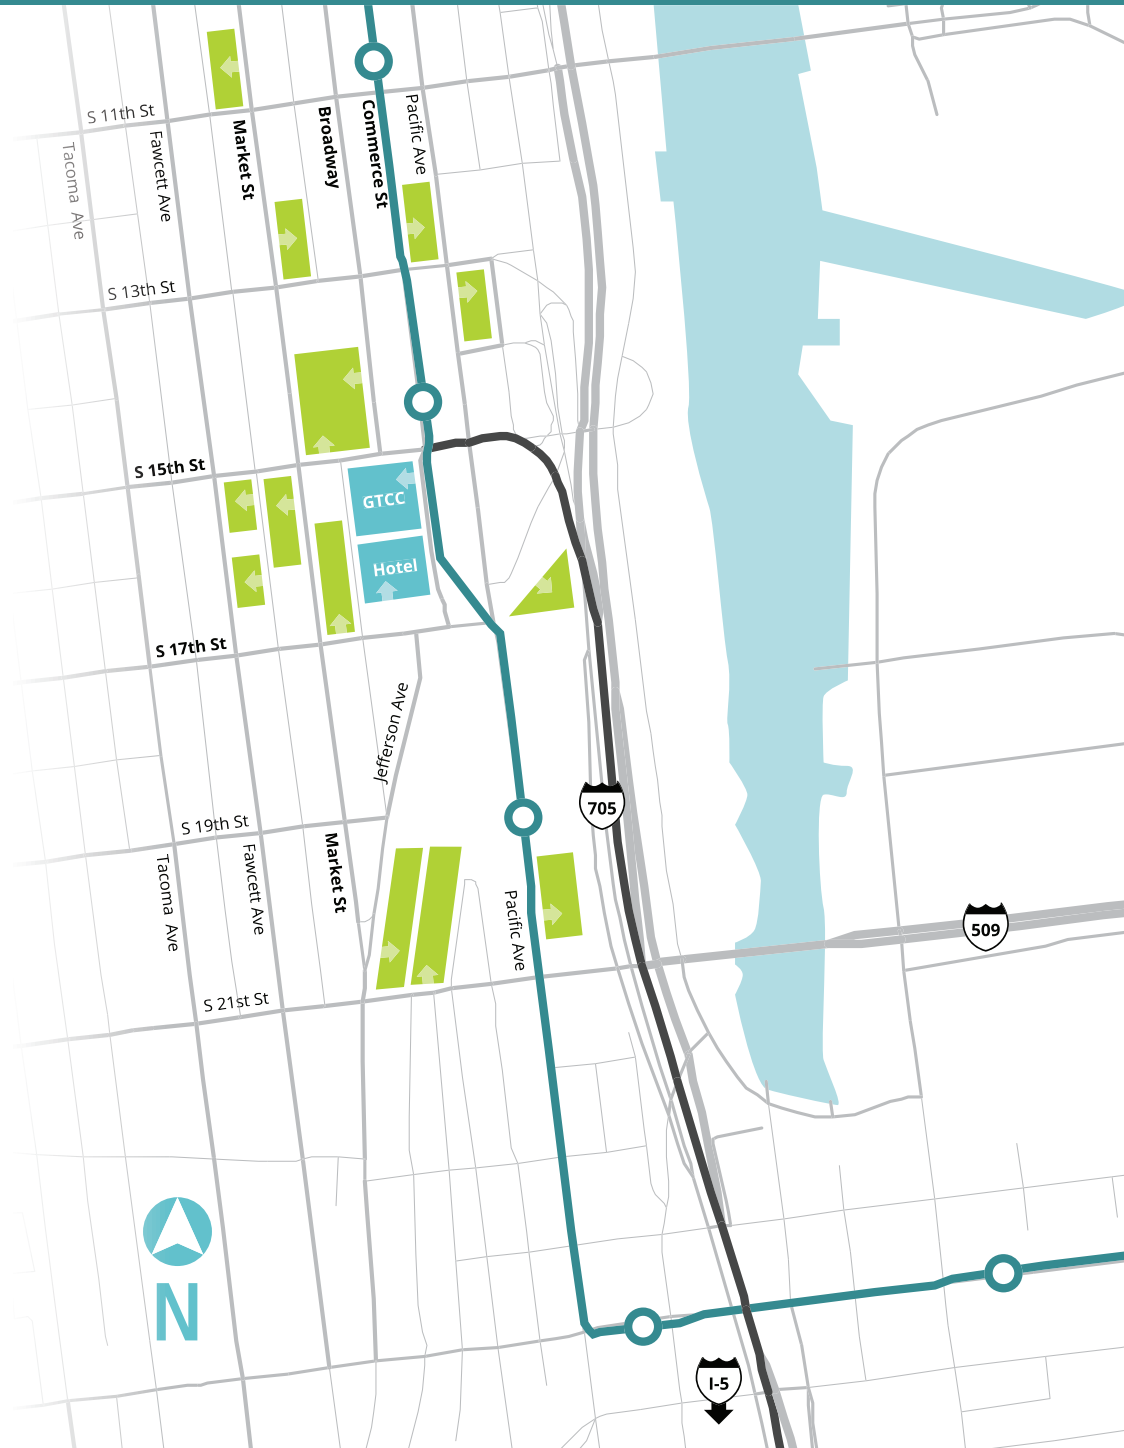 S 11th St
Tacoma Ave
Fawcett Ave
Market St
Broadway
Commerce St
Pacific Ave
S 13th St
S 15th St
GTCC
Hotel
S 17th St
Jefferson Ave
705
S 19th St
Tacoma Ave
Fawcett Ave
Market St
Pacific Ave
509
S 21st St
N
I-5